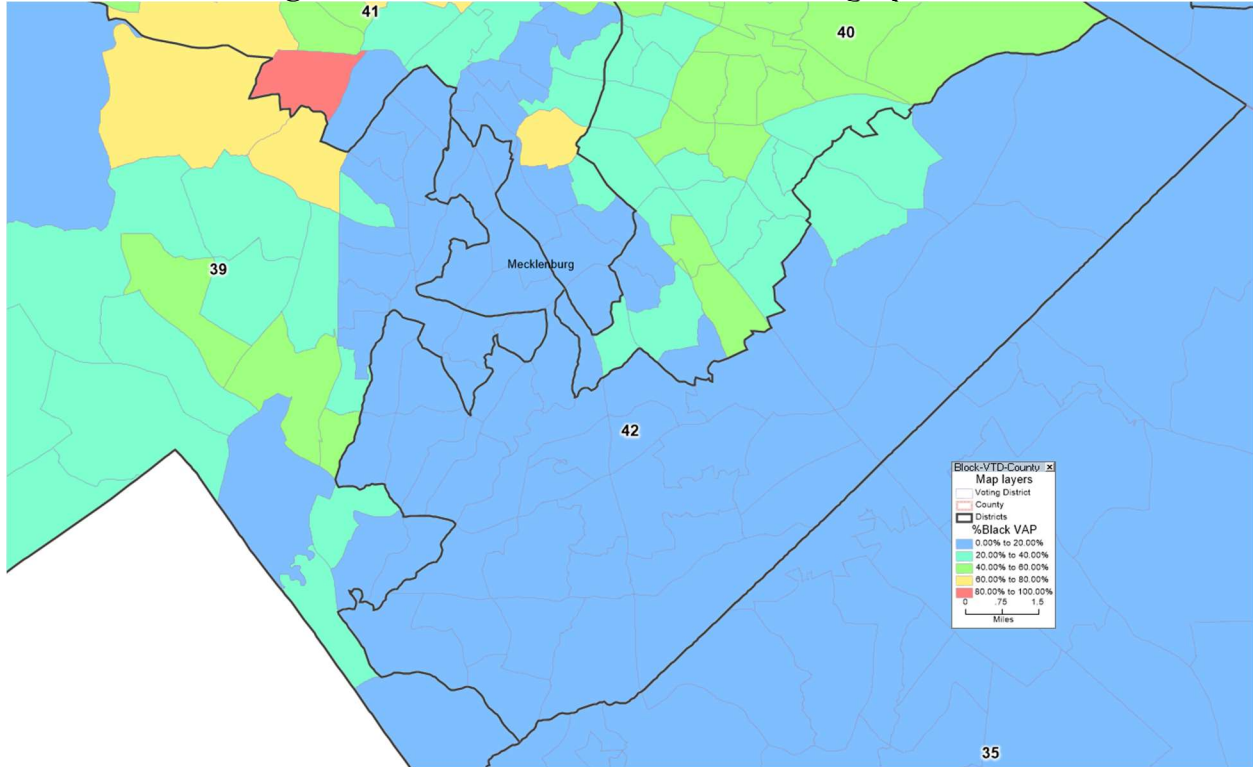 41
40
39
Mecklenburg
42
Block-VTD-County x
Map layers
Voting District
County
Districts
%Black VAP
0.00% to 20.00%
20.00% to 40.00%
40.00% to 60.00%
60.00% to 80.00%
80.00% to 100.00%
0 .75 1.5
Miles
35